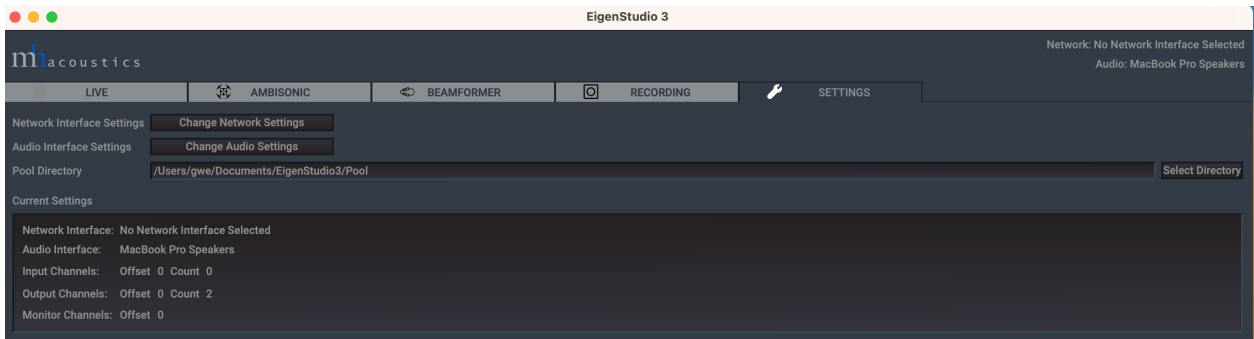 EigenStudio 3
mh acoustics
Network: No Network Interface Selected
Audio: MacBook Pro Speakers
LIVE AMBISONIC BEAMFORMER RECORDING SETTINGS
Network Interface Settings Change Network Settings
Audio Interface Settings Change Audio Settings
Pool Directory /Users/gwe/Documents/EigenStudio3/Pool Select Directory
Current Settings
Network Interface: No Network Interface Selected
Audio Interface: MacBook Pro Speakers
Input Channels: Offset 0 Count 0
Output Channels: Offset 0 Count 2
Monitor Channels: Offset 0